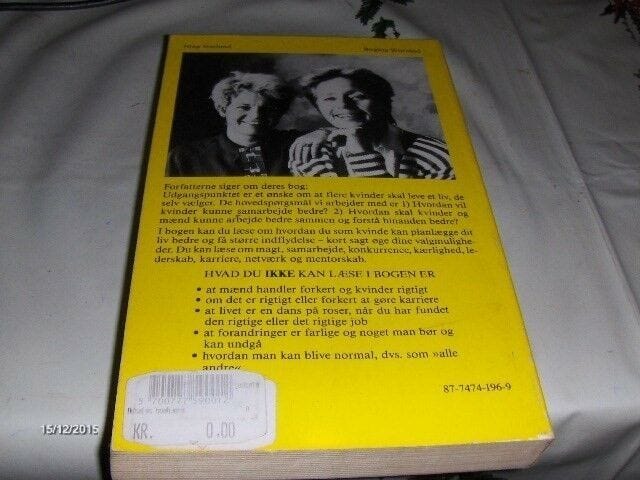 Forfatterne siger om deres bog:
Udgangspunktet er et ønske om at flere kvinder skal leve et liv, de
selv vælger. De hovedspørgsmål vi arbejder med er 1) Hvordan vil
kvinder kunne samarbejde bedre? 2) Hvordan skal kvinder og
mænd kunne arbejde bedre sammen og forstå hinanden bedre?
I bogen kan du læse om hvordan du som kvinde kan planlægge dit
liv bedre og få større indflydelse – kort sagt øge dine valgmulighe-
der. Du kan læse om magt, samarbejde, konkurrence, kærlighed, le-
derskab, karriere, netværk og mentorskab.
HVAD DU IKKE KAN LÆSE I BOGEN ER
• at mænd handler forkert og kvinder rigtigt
• om det er rigtigt eller forkert at gøre karriere
• at livet er en dans på roser, når du har fundet
den rigtige eller det rigtige job
• at forandringer er farlige og noget man bør og
kan undgå
• hvordan man kan blive normal, dvs. som »alle
andre«
87-7474-196-9
KR. 0.00
15/12/2015